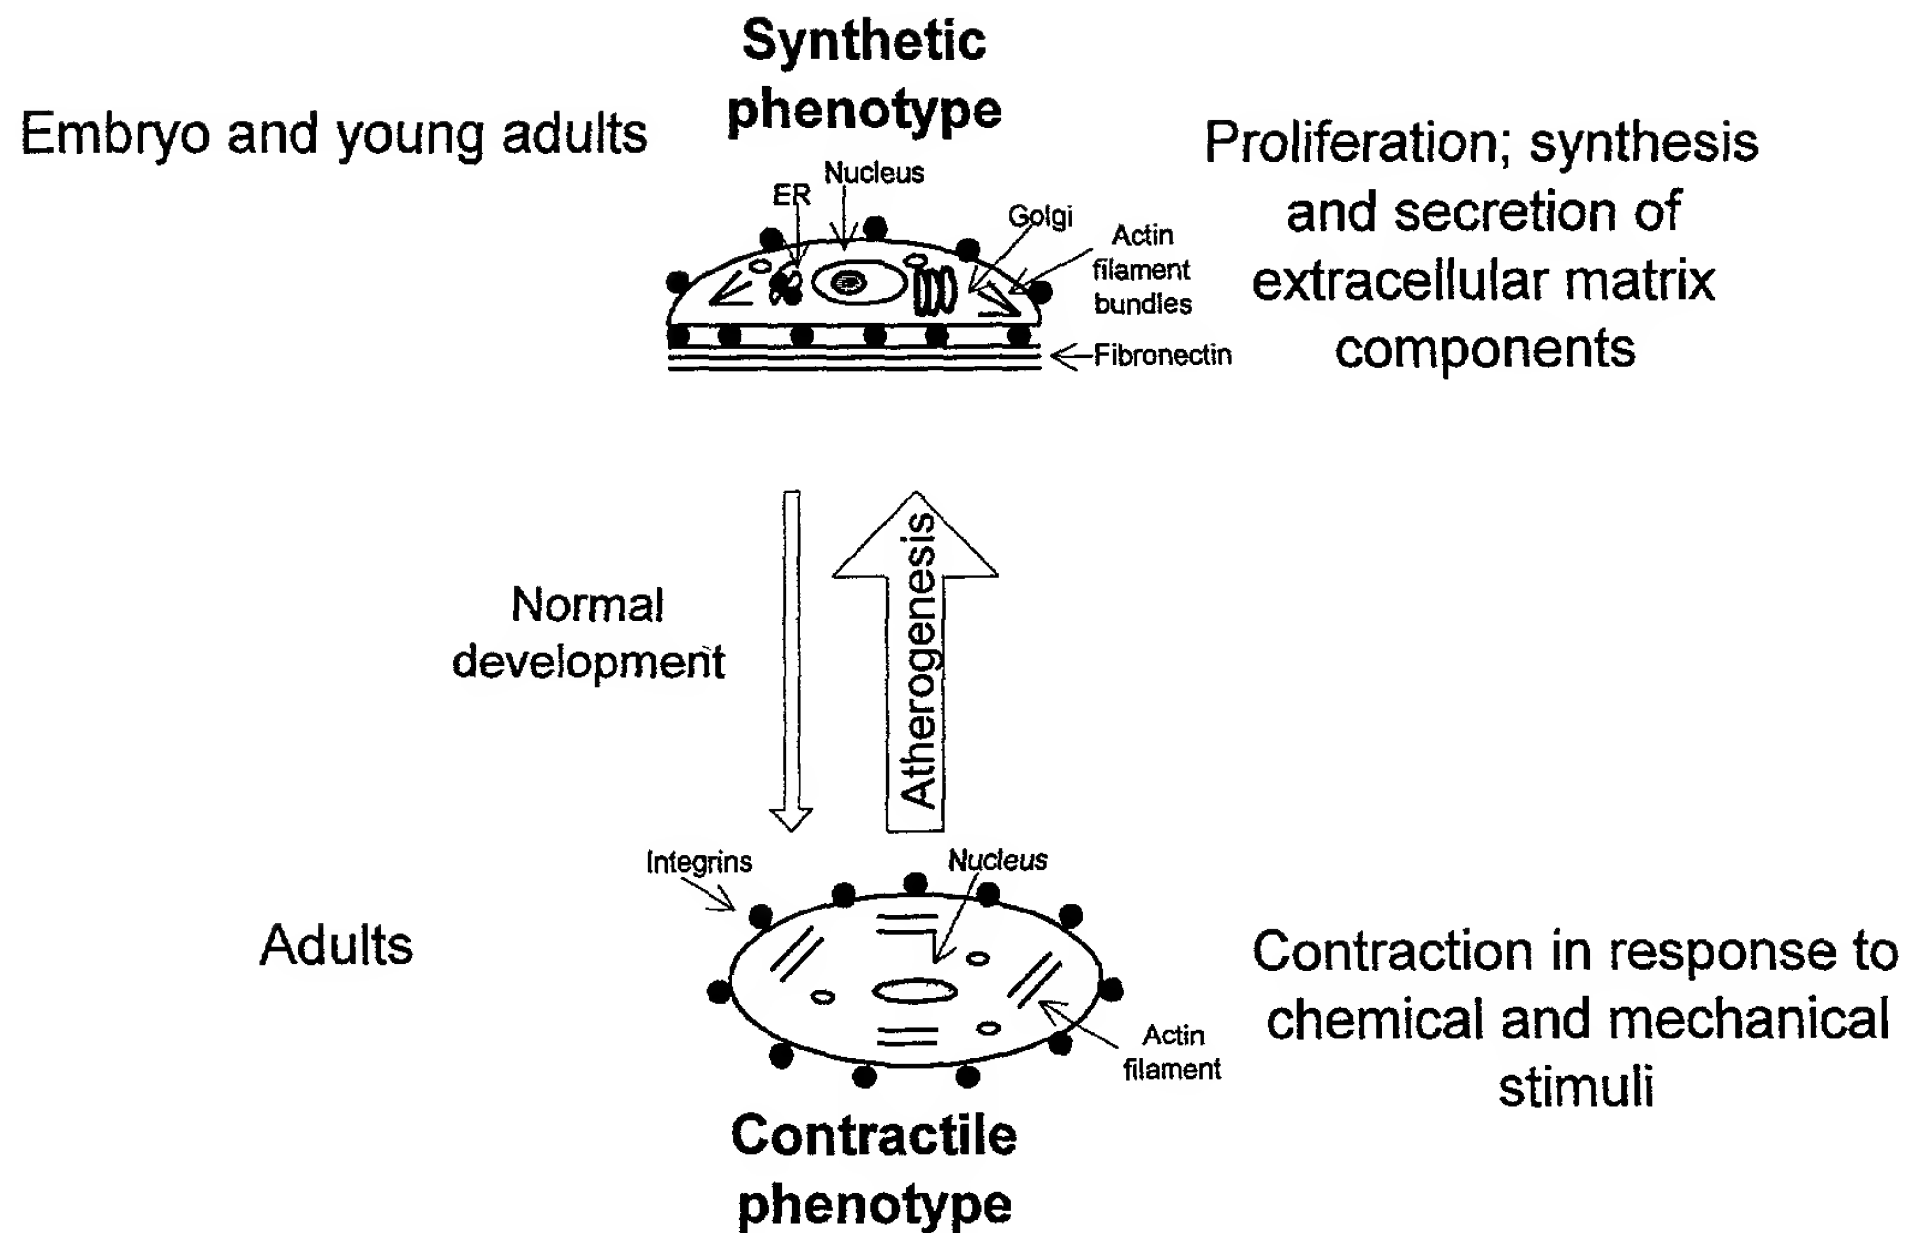 Synthetic
phenotype
Embryo and young adults
Proliferation; synthesis
and secretion of
extracellular matrix
components
Nucleus
ER
Golgi
Actin
filament
bundles
Fibronectin
Normal
development
Atherogenesis
Integrins
Nucleus
Adults
Contraction in response to
chemical and mechanical
stimuli
Actin
filament
Contractile
phenotype